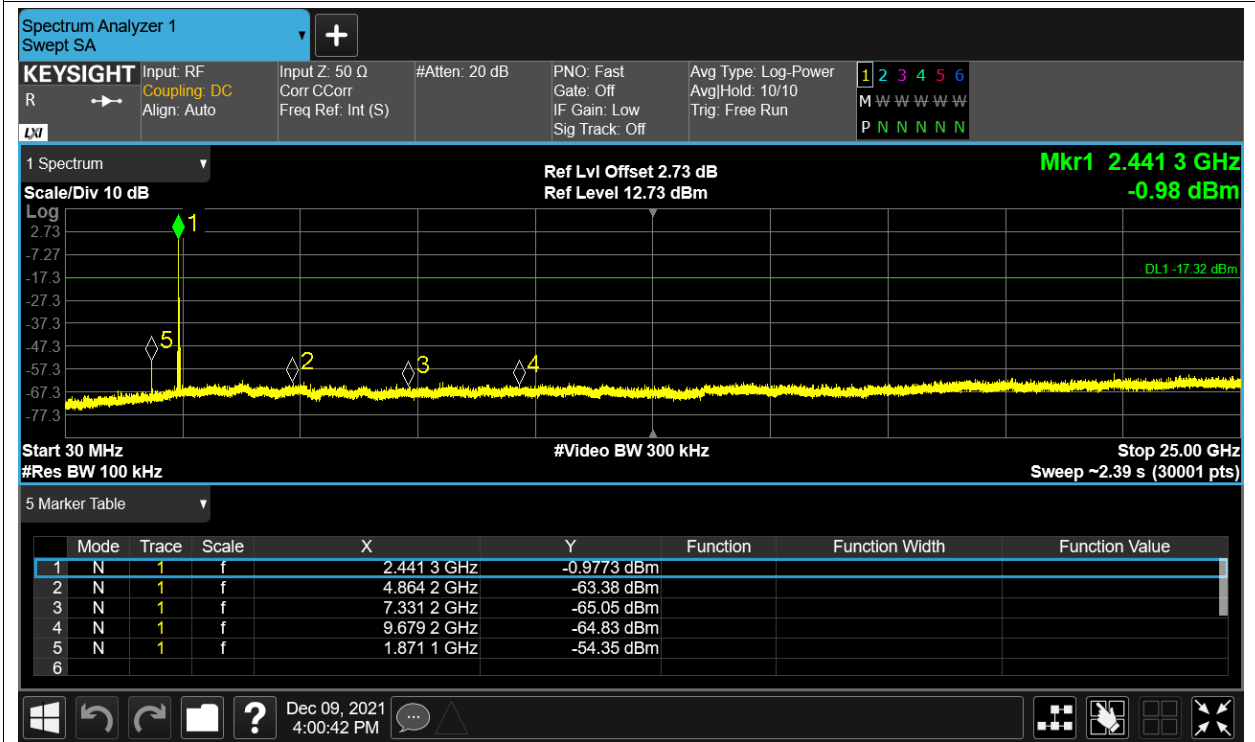 Spectrum Analyzer 1
Swept SA
+
KEYSIGHT Input: RF Input Z: 50 Ω #Atten: 20 dB PNO: Fast Avg Type: Log-Power 1 2 3 4 5 6
R Coupling: DC Corr CCorr Gate: Off Avg|Hold: 10/10 M W W W W W
Align: Auto Freq Ref: Int (S) IF Gain: Low Trig: Free Run
LXI Sig Track: Off P N N N N N
1 Spectrum Ref Lvl Offset 2.73 dB Mkr1 2.441 3 GHz
Scale/Div 10 dB Ref Level 12.73 dBm -0.98 dBm
Log
1
2.73
-7.27
DL1 -17.32 dBm
-17.3
-27.3
-37.3
5
-47.3
2 3 4
-57.3
-67.3
-77.3
Start 30 MHz #Video BW 300 kHz Stop 25.00 GHz
#Res BW 100 kHz Sweep ~2.39 s (30001 pts)
5 Marker Table
Mode Trace Scale X Y Function Function Width Function Value
1 N 1 f 2.441 3 GHz -0.9773 dBm
2 N 1 f 4.864 2 GHz -63.38 dBm
3 N 1 f 7.331 2 GHz -65.05 dBm
4 N 1 f 9.679 2 GHz -64.83 dBm
5 N 1 f 1.871 1 GHz -54.35 dBm
6
? Dec 09, 2021
4:00:42 PM